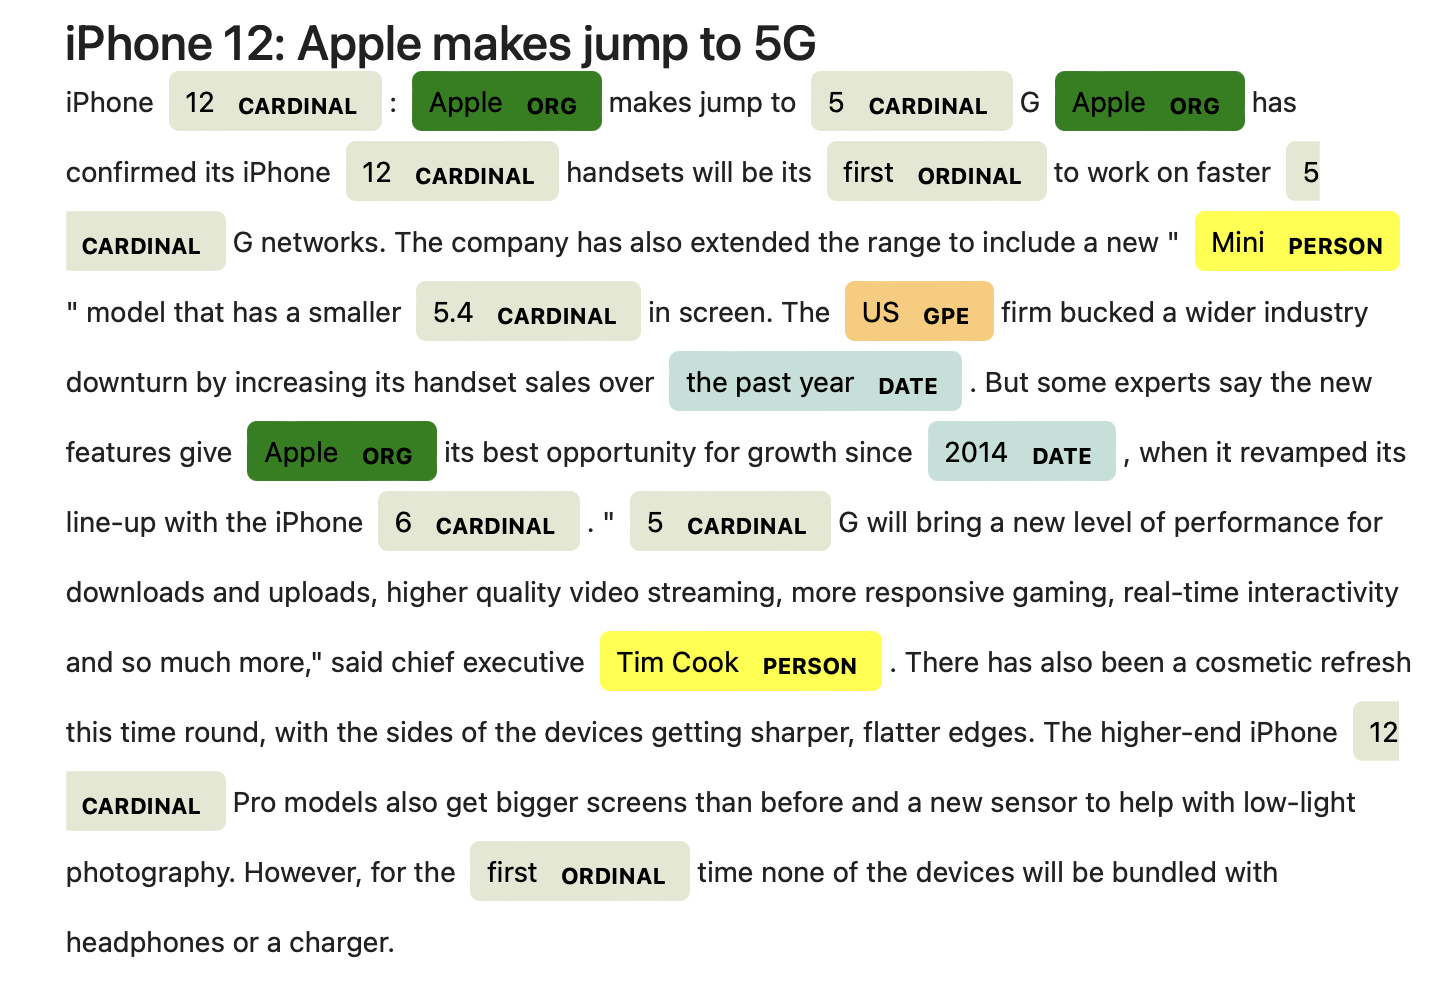 iPhone 12: Apple makes jump to 5G
iPhone 12 CARDINAL : Apple ORG makes jump to 5 CARDINAL G Apple ORG has
confirmed its iPhone 12 CARDINAL handsets will be its first ORDINAL to work on faster 5
CARDINAL G networks. The company has also extended the range to include a new " Mini PERSON
" model that has a smaller 5.4 CARDINAL in screen. The US GPE firm bucked a wider industry
downturn by increasing its handset sales over the past year DATE . But some experts say the new
features give Apple ORG its best opportunity for growth since 2014 DATE , when it revamped its
line-up with the iPhone 6 CARDINAL . " 5 CARDINAL G will bring a new level of performance for
downloads and uploads, higher quality video streaming, more responsive gaming, real-time interactivity
and so much more," said chief executive Tim Cook PERSON . There has also been a cosmetic refresh
this time round, with the sides of the devices getting sharper, flatter edges. The higher-end iPhone 12
CARDINAL Pro models also get bigger screens than before and a new sensor to help with low-light
photography. However, for the first ORDINAL time none of the devices will be bundled with
headphones or a charger.